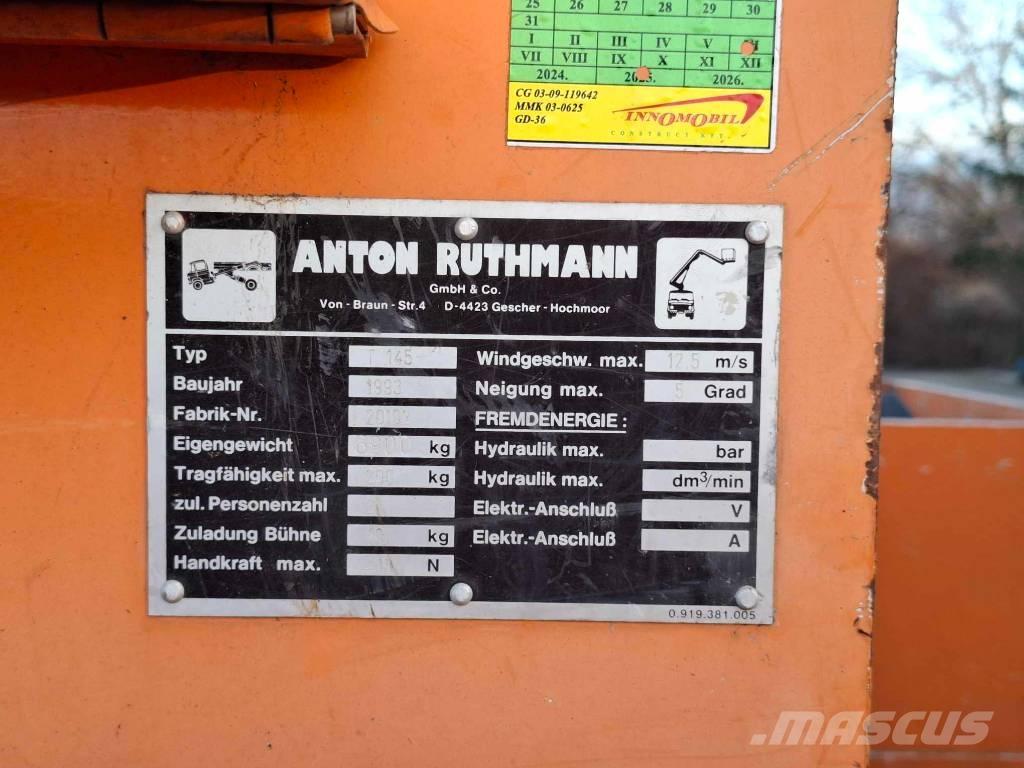 25 26 27 28 29 30
31
I II III IV V
VII VIII IX X XI XII
2024. 2025. 2026.
CG 03-09-119642
MMK 03-0625
GD-36
INNOMOBIL
CONSTRUCT KFT.
ANTON RUTHMANN
GmbH & Co.
Von - Braun - Str.4 D-4423 Gescher - Hochmoor
Typ T 145
Baujahr 1993
Fabrik-Nr.
Eigengewicht kg
Tragfähigkeit max. kg
zul. Personenzahl
Zuladung Bühne kg
Handkraft max. N
Windgeschw. max. 12,5 m/s
Neigung max. 5 Grad
FREMDENERGIE :
Hydraulik max. bar
Hydraulik max. dm³/min
Elektr.-Anschluß V
Elektr.-Anschluß A
0.919.381.005
MASCUS